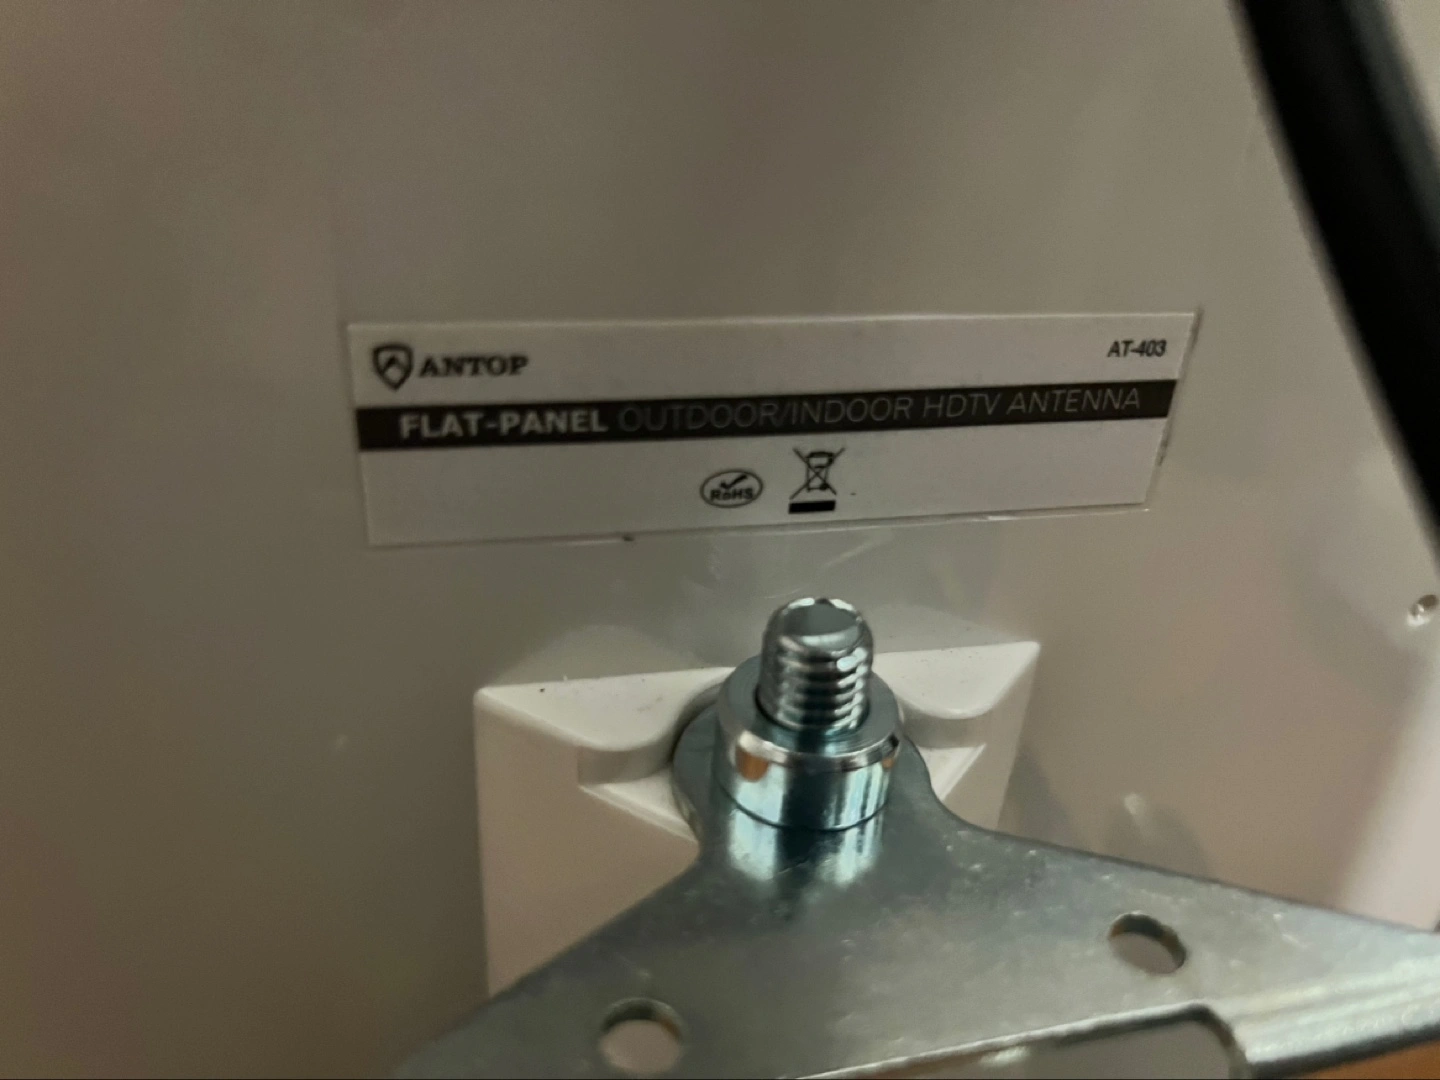 ANTOP
AT-403
FLAT-PANEL OUTDOOR/INDOOR HDTV ANTENNA
RoHS